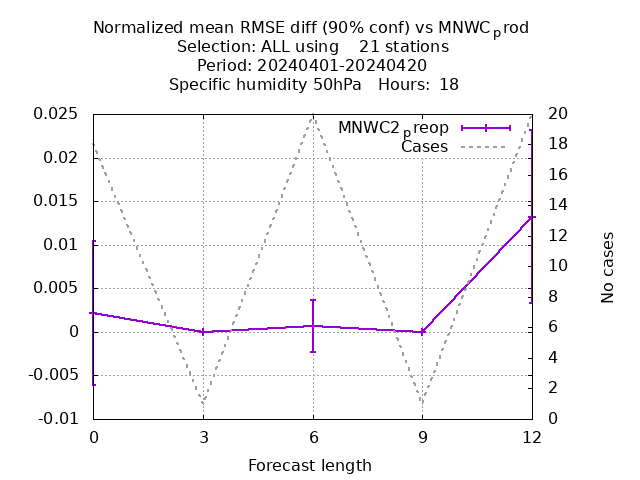 Normalized mean RMSE diff (90% conf) vs MNWCprod
Selection: ALL using 21 stations
Period: 20240401-20240420
Specific humidity 50hPa Hours: 18
MNWC2preop
Cases
0.025
0.02
0.015
0.01
0.005
0
-0.005
-0.01
20
18
16
14
12
10
8
6
4
2
0
No cases
0 3 6 9 12
Forecast length